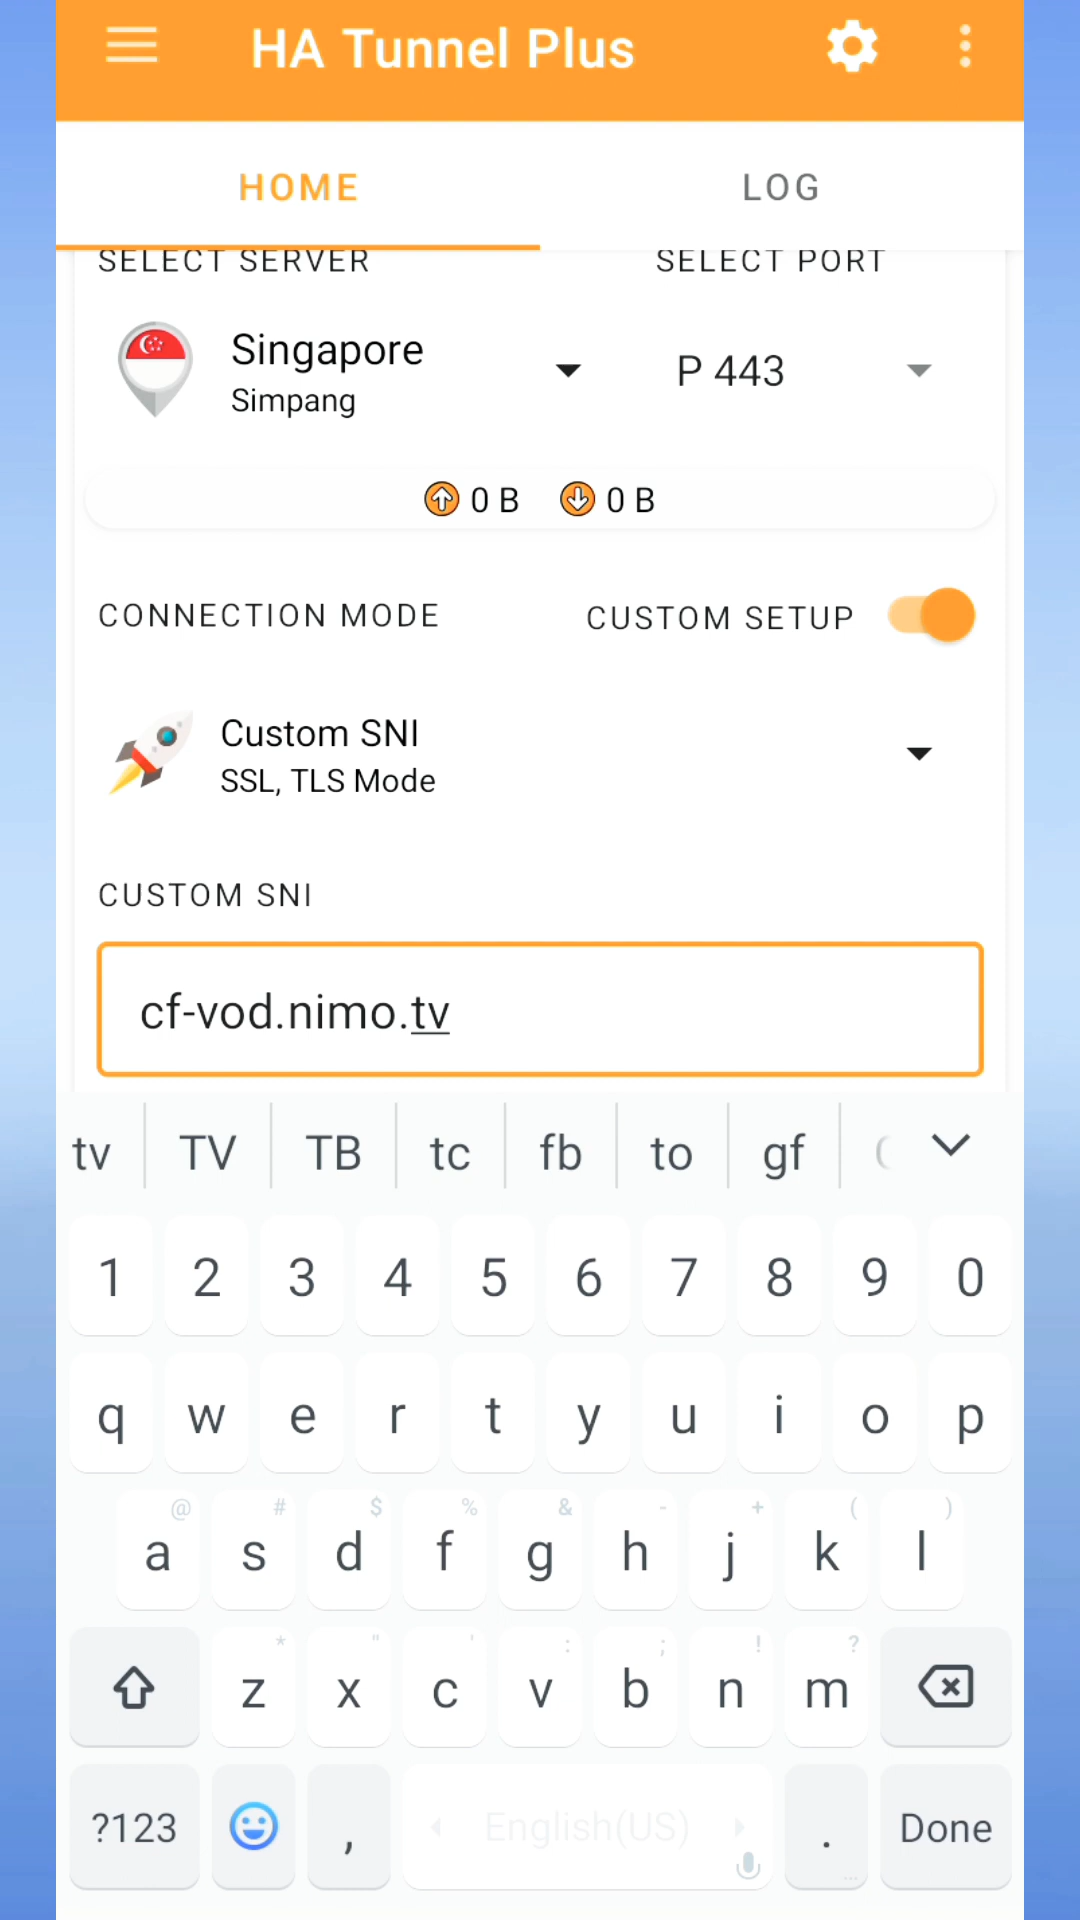 HA Tunnel Plus
HOME
LOG
SELECT SERVER
SELECT PORT
Singapore
Simpang
P 443
0 B
0 B
CONNECTION MODE
CUSTOM SETUP
Custom SNI
SSL, TLS Mode
CUSTOM SNI
cf-vod.nimo.tv
tv TV TB tc fb to gf
1 2 3 4 5 6 7 8 9 0
q w e r t y u i o p
@ # $ % & - + ( )
a s d f g h j k l
* " ' : ; ! ?
z x c v b n m
?123 , English(US) . Done